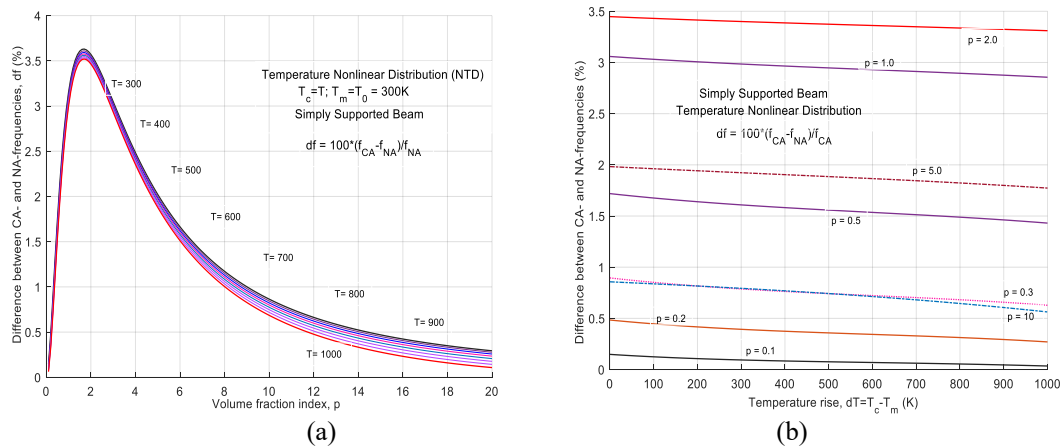 Difference between CA- and NA-frequencies, df (%)
4
3.5
3
2.5
2
1.5
1
0.5
0
T= 300
T= 400
T= 500
T= 600
T= 700
T= 800
T= 900
T= 1000
Temperature Nonlinear Distribution (NTD)
T_c=T; T_m=T_0 = 300K
Simply Supported Beam
df = 100*(f_CA-f_NA)/f_NA
0 2 4 6 8 10 12 14 16 18 20
Volume fraction index, p
(a)
Difference between CA- and NA-frequencies (%)
3.5
3
2.5
2
1.5
1
0.5
0
p = 2.0
p = 1.0
Simply Supported Beam
Temperature Nonlinear Distribution
df = 100*(f_CA-f_NA)/f_CA
p = 5.0
p = 0.5
p = 0.3
p = 10
p = 0.2
p = 0.1
0 100 200 300 400 500 600 700 800 900 1000
Temperature rise, dT=T_c-T_m (K)
(b)